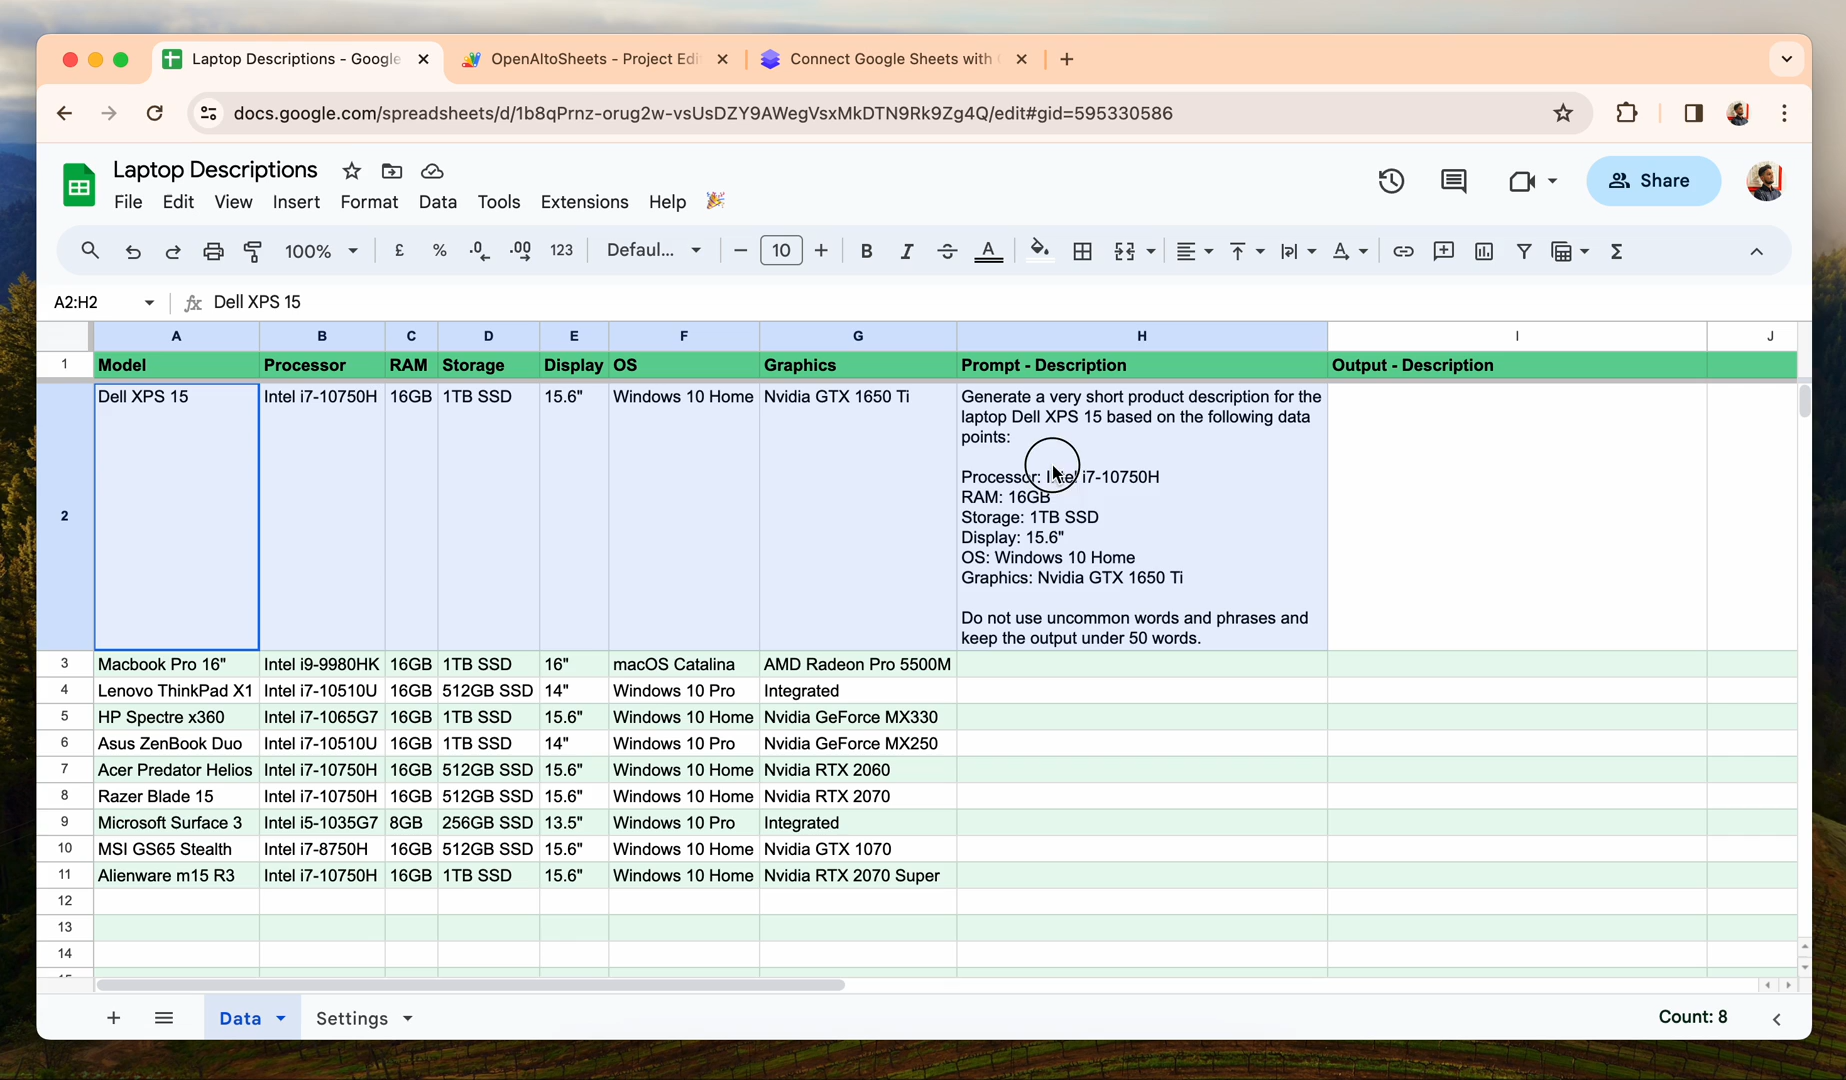 Laptop Descriptions - Google
OpenAItoSheets - Project Edi
Connect Google Sheets with
docs.google.com/spreadsheets/d/1b8qPrnz-orug2w-vsUsDZY9AWegVsxMkDTN9Rk9Zg4Q/edit#gid=595330586
Laptop Descriptions
File Edit View Insert Format Data Tools Extensions Help
Share
100% £ % .0 .00 123 Defaul... 10 B I A
A2:H2 fx Dell XPS 15
A B C D E F G H I J
1 Model Processor RAM Storage Display OS Graphics Prompt - Description Output - Description
2 Dell XPS 15 Intel i7-10750H 16GB 1TB SSD 15.6" Windows 10 Home Nvidia GTX 1650 Ti Generate a very short product description for the
laptop Dell XPS 15 based on the following data
points:
Processor: Intel i7-10750H
RAM: 16GB
Storage: 1TB SSD
Display: 15.6"
OS: Windows 10 Home
Graphics: Nvidia GTX 1650 Ti
Do not use uncommon words and phrases and
keep the output under 50 words.
3 Macbook Pro 16" Intel i9-9980HK 16GB 1TB SSD 16" macOS Catalina AMD Radeon Pro 5500M
4 Lenovo ThinkPad X1 Intel i7-10510U 16GB 512GB SSD 14" Windows 10 Pro Integrated
5 HP Spectre x360 Intel i7-1065G7 16GB 1TB SSD 15.6" Windows 10 Home Nvidia GeForce MX330
6 Asus ZenBook Duo Intel i7-10510U 16GB 1TB SSD 14" Windows 10 Pro Nvidia GeForce MX250
7 Acer Predator Helios Intel i7-10750H 16GB 512GB SSD 15.6" Windows 10 Home Nvidia RTX 2060
8 Razer Blade 15 Intel i7-10750H 16GB 512GB SSD 15.6" Windows 10 Home Nvidia RTX 2070
9 Microsoft Surface 3 Intel i5-1035G7 8GB 256GB SSD 13.5" Windows 10 Pro Integrated
10 MSI GS65 Stealth Intel i7-8750H 16GB 512GB SSD 15.6" Windows 10 Home Nvidia GTX 1070
11 Alienware m15 R3 Intel i7-10750H 16GB 1TB SSD 15.6" Windows 10 Home Nvidia RTX 2070 Super
12
13
14
Data Settings Count: 8